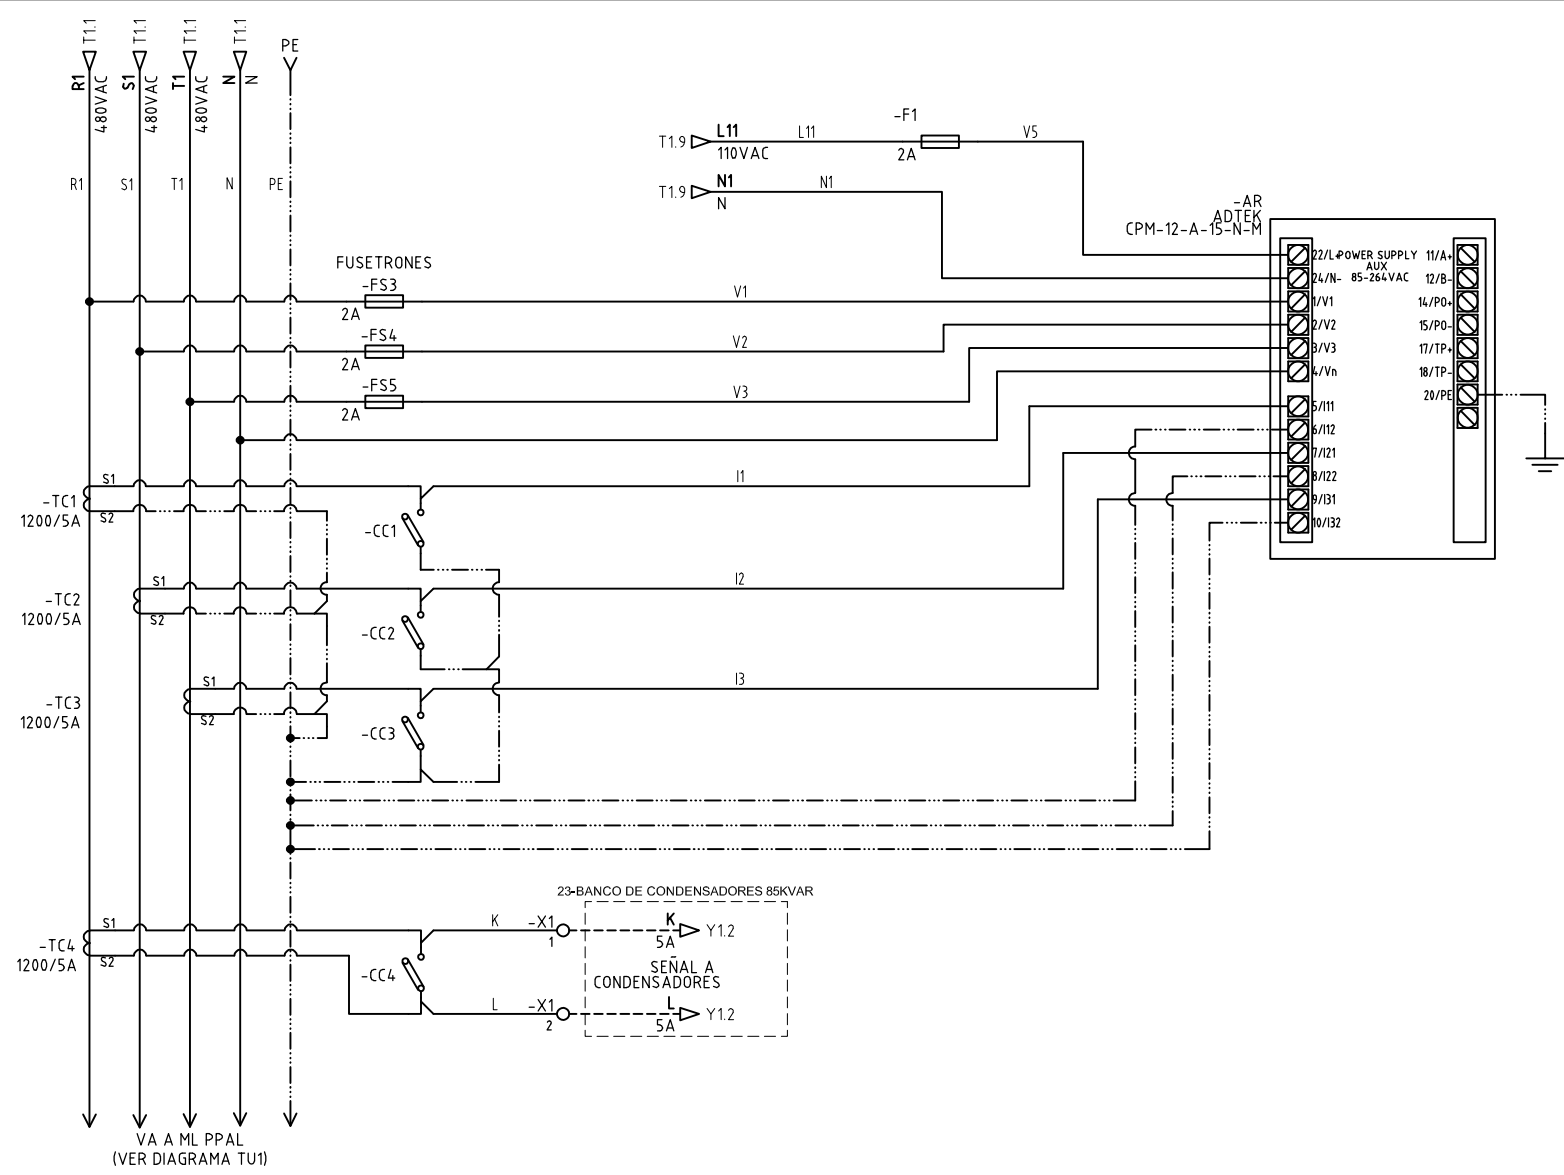 T1.1
T1.1
T1.1
T1.1
PE
R1
480VAC
S1
480VAC
T1
480VAC
N
N
R1
S1
T1
N
PE
-F1
T1.9
L11
L11
V5
110VAC
2A
T1.9
N1
N1
N
-AR
ADTEK
CPM-12-A-15-N-M
22/L+
POWER SUPPLY
11/A+
AUX
24/N-
85-264VAC
12/B-
1/V1
14/PO+
2/V2
15/PO-
3/V3
17/TP+
4/Vn
18/TP-
20/PE
5/I11
6/I12
7/I21
8/I22
9/I31
10/I32
FUSETRONES
-FS3
V1
2A
-FS4
V2
2A
-FS5
V3
2A
S1
I1
-TC1
1200/5A
S2
-CC1
S1
I2
-TC2
1200/5A
S2
-CC2
S1
I3
-TC3
1200/5A
S2
-CC3
23-BANCO DE CONDENSADORES 85KVAR
S1
K
-X1
1
K
5A
Y1.2
-TC4
1200/5A
S2
-CC4
-
SEÑAL A
CONDENSADORES
L
-X1
2
L
5A
Y1.2
VA A ML PPAL
(VER DIAGRAMA TU1)